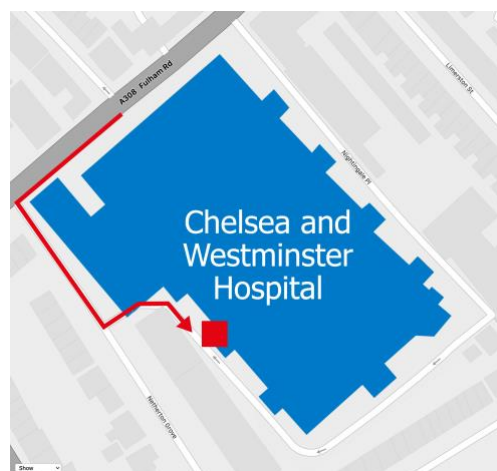 A308 Fulham Rd
Limerston St
Nightingale Pl
Chelsea and
Westminster
Hospital
Netherton Grove
Show